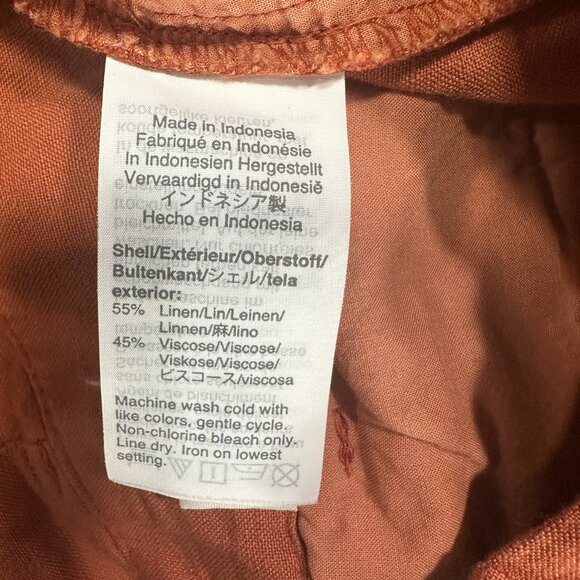 Made in Indonesia
Fabriqué en Indonésie
In Indonesien Hergestellt
Vervaardigd in Indonesië
インドネシア製
Hecho en Indonesia
Shell/Extérieur/Oberstoff/
Buitenkant/シェル/tela
exterior:
55% Linen/Lin/Leinen/
Linnen/麻/lino
45% Viscose/Viscose/
Viskose/Viscose/
ビスコース/viscosa
Machine wash cold with
like colors, gentle cycle.
Non-chlorine bleach only.
Line dry. Iron on lowest
setting.